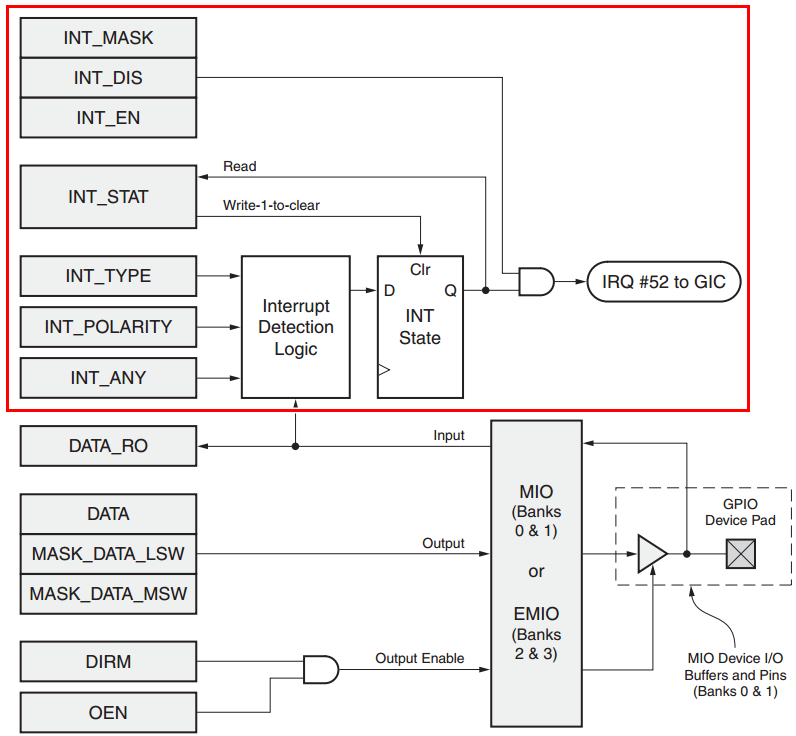 INT_MASK
INT_DIS
INT_EN
Read
INT_STAT
Write-1-to-clear
INT_TYPE
INT_POLARITY
INT_ANY
Interrupt
Detection
Logic
Clr
D
Q
INT
State
IRQ #52 to GIC
DATA_RO
Input
DATA
MASK_DATA_LSW
MASK_DATA_MSW
Output
DIRM
OEN
Output Enable
MIO
(Banks
0 & 1)
or
EMIO
(Banks
2 & 3)
GPIO
Device Pad
MIO Device I/O
Buffers and Pins
(Banks 0 & 1)